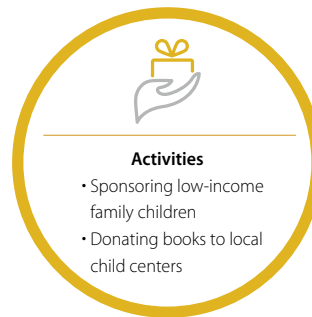 Activities
• Sponsoring low-income
family children
• Donating books to local
child centers